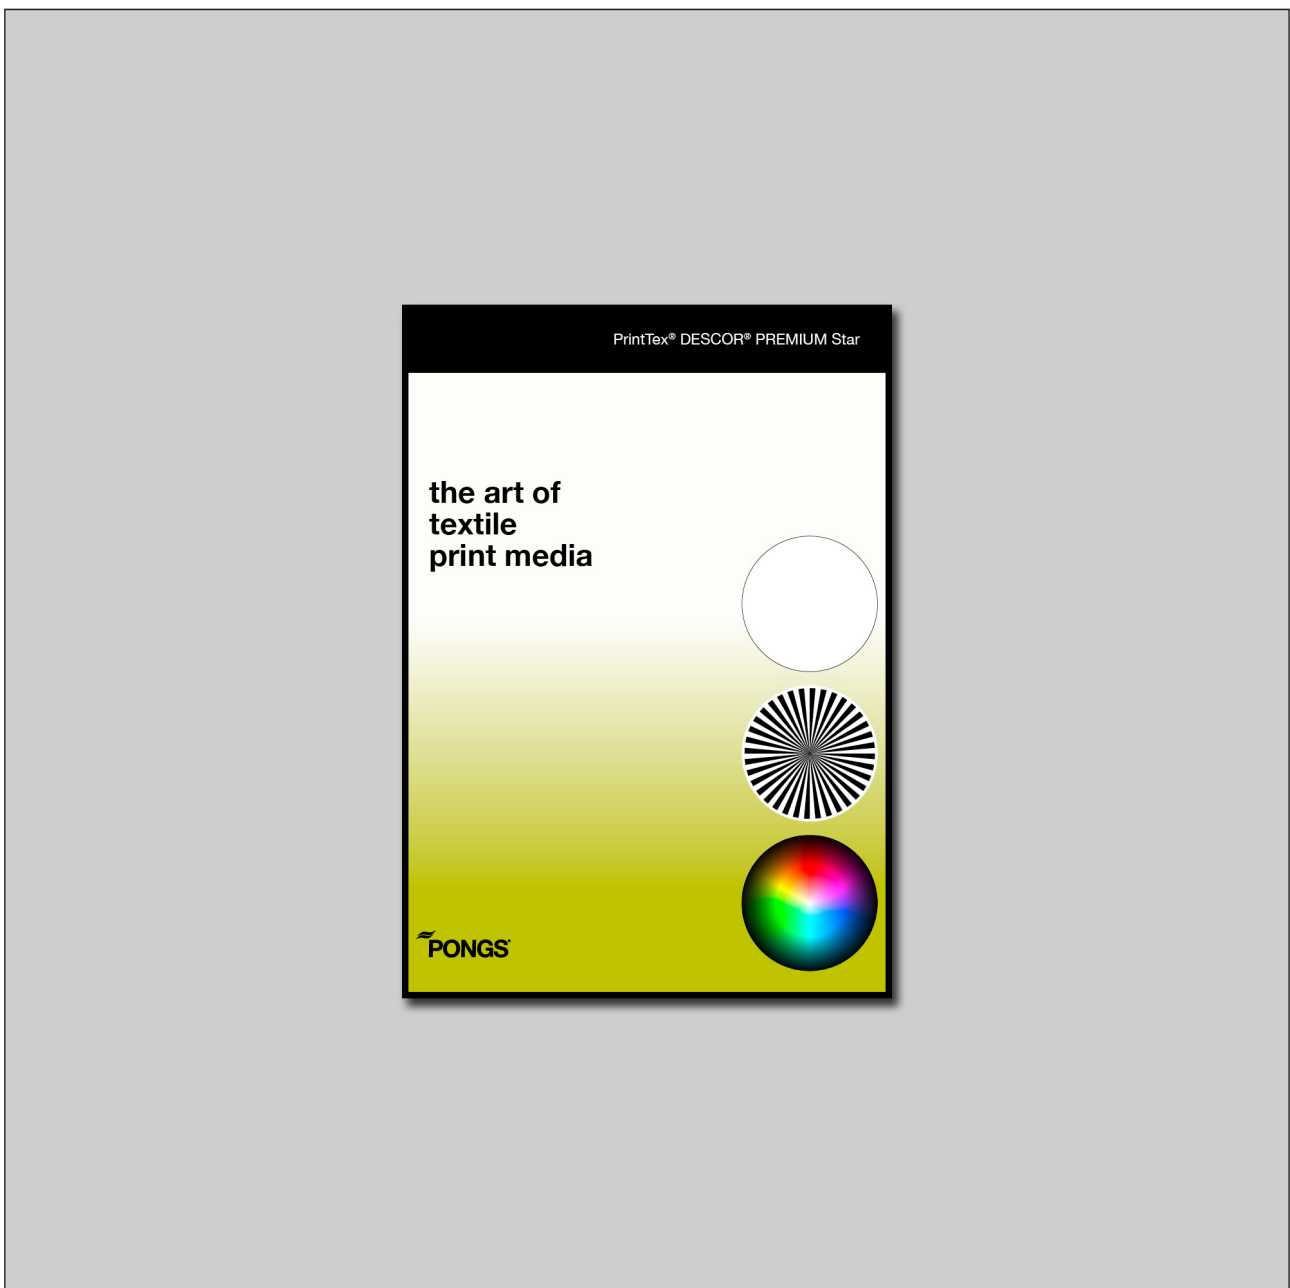 PrintTex® DESCOR® PREMIUM Star
the art of
textile
print media
PONGS®